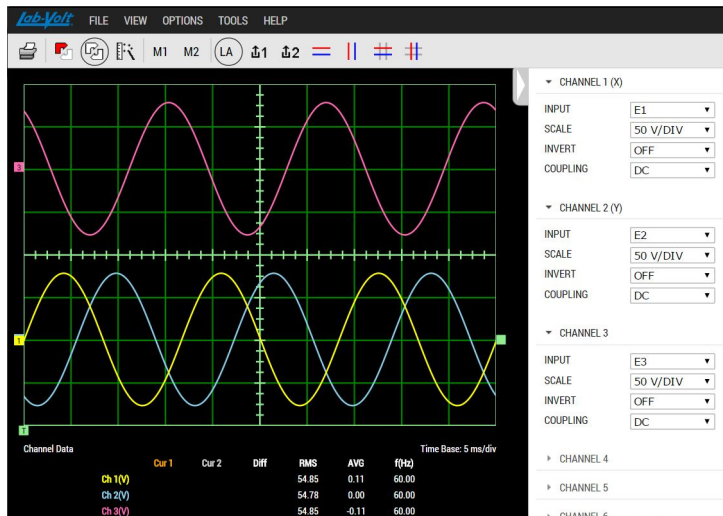 Lab-Volt FILE VIEW OPTIONS TOOLS HELP
M1 M2 LA 1 2
CHANNEL 1 (X)
INPUT E1
SCALE 50 V/DIV
INVERT OFF
COUPLING DC
CHANNEL 2 (Y)
INPUT E2
SCALE 50 V/DIV
INVERT OFF
COUPLING DC
CHANNEL 3
INPUT E3
SCALE 50 V/DIV
INVERT OFF
COUPLING DC
CHANNEL 4
CHANNEL 5
3
1
T
Channel Data Time Base: 5 ms/div
Cur 1 Cur 2 Diff RMS AVG f(Hz)
Ch 1(V) 54.85 0.11 60.00
Ch 2(V) 54.78 0.00 60.00
Ch 3(V) 54.85 -0.11 60.00